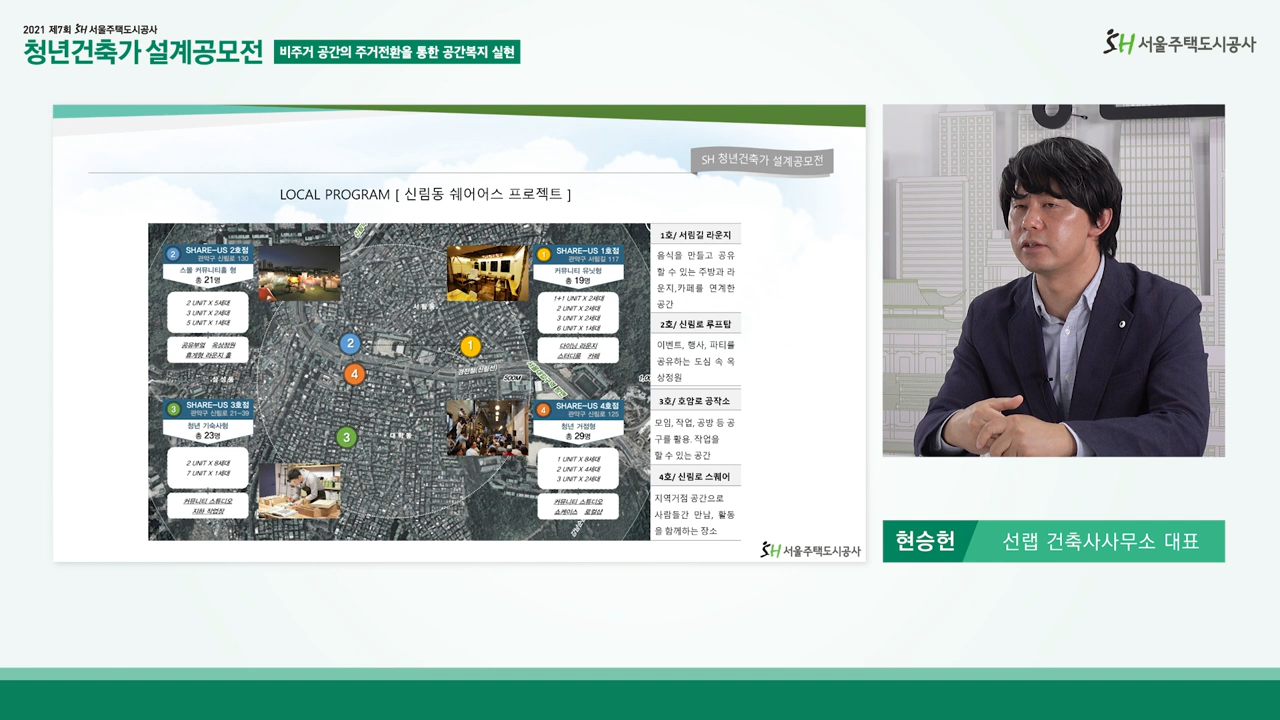 2021 제7회 SH 서울주택도시공사
청년건축가 설계공모전 비주거 공간의 주거전환을 통한 공간복지 실현
SH 서울주택도시공사
SH 청년건축가 설계공모전
LOCAL PROGRAM [ 신림동 쉐어어스 프로젝트 ]
2 SHARE-US 2호점
관악구 신림로 130
스몰 커뮤니티홀 형
총 21명
2 UNIT X 5세대
3 UNIT X 2세대
5 UNIT X 1세대
공유부엌 옥상정원
휴게형 라운지 홀
1 SHARE-US 1호점
관악구 서림길 117
커뮤니티 유닛형
총 19명
1+1 UNIT X 2세대
2 UNIT X 2세대
3 UNIT X 2세대
6 UNIT X 1세대
다이닝 라운지
스터디룸 카페
서림동
2
1
4
3
500M
대학동
3 SHARE-US 3호점
관악구 신림로 21-39
청년 기숙사형
총 23명
2 UNIT X 8세대
7 UNIT X 1세대
커뮤니티 스튜디오
지하 작업장
4 SHARE-US 4호점
관악구 신림로 125
청년 거점형
총 29명
1 UNIT X 8세대
2 UNIT X 4세대
3 UNIT X 2세대
커뮤니티 스튜디오
쇼케이스 로컬샵
1호/ 서림길 라운지
음식을 만들고 공유
할 수 있는 주방과 라
운지,카페를 연계한
공간
2호/ 신림로 루프탑
이벤트, 행사, 파티를
공유하는 도심 속 옥
상정원
3호/ 호암로 공작소
모임, 작업, 공방 등 공
구를 활용. 작업을
할 수 있는 공간
4호/ 신림로 스퀘어
지역거점 공간으로
사람들간 만남, 활동
을 함께하는 장소
SH 서울주택도시공사
현승헌 선랩 건축사사무소 대표